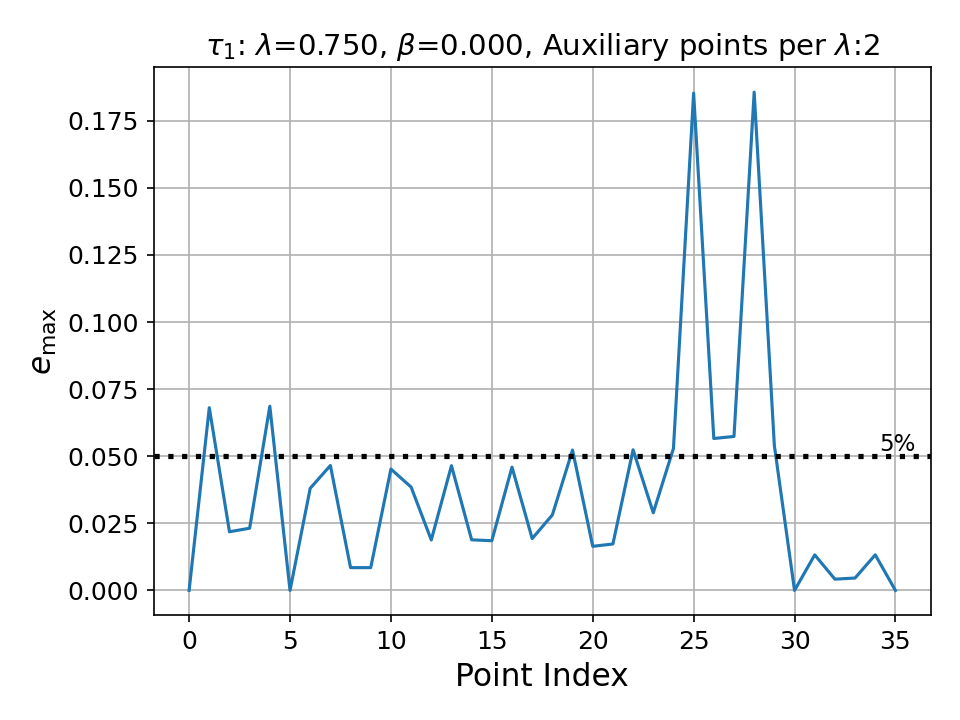 τ₁: λ=0.750, β=0.000, Auxiliary points per λ:2
0.175
0.150
0.125
0.100
0.075
0.050
0.025
0.000
e_max
5%
0 5 10 15 20 25 30 35
Point Index